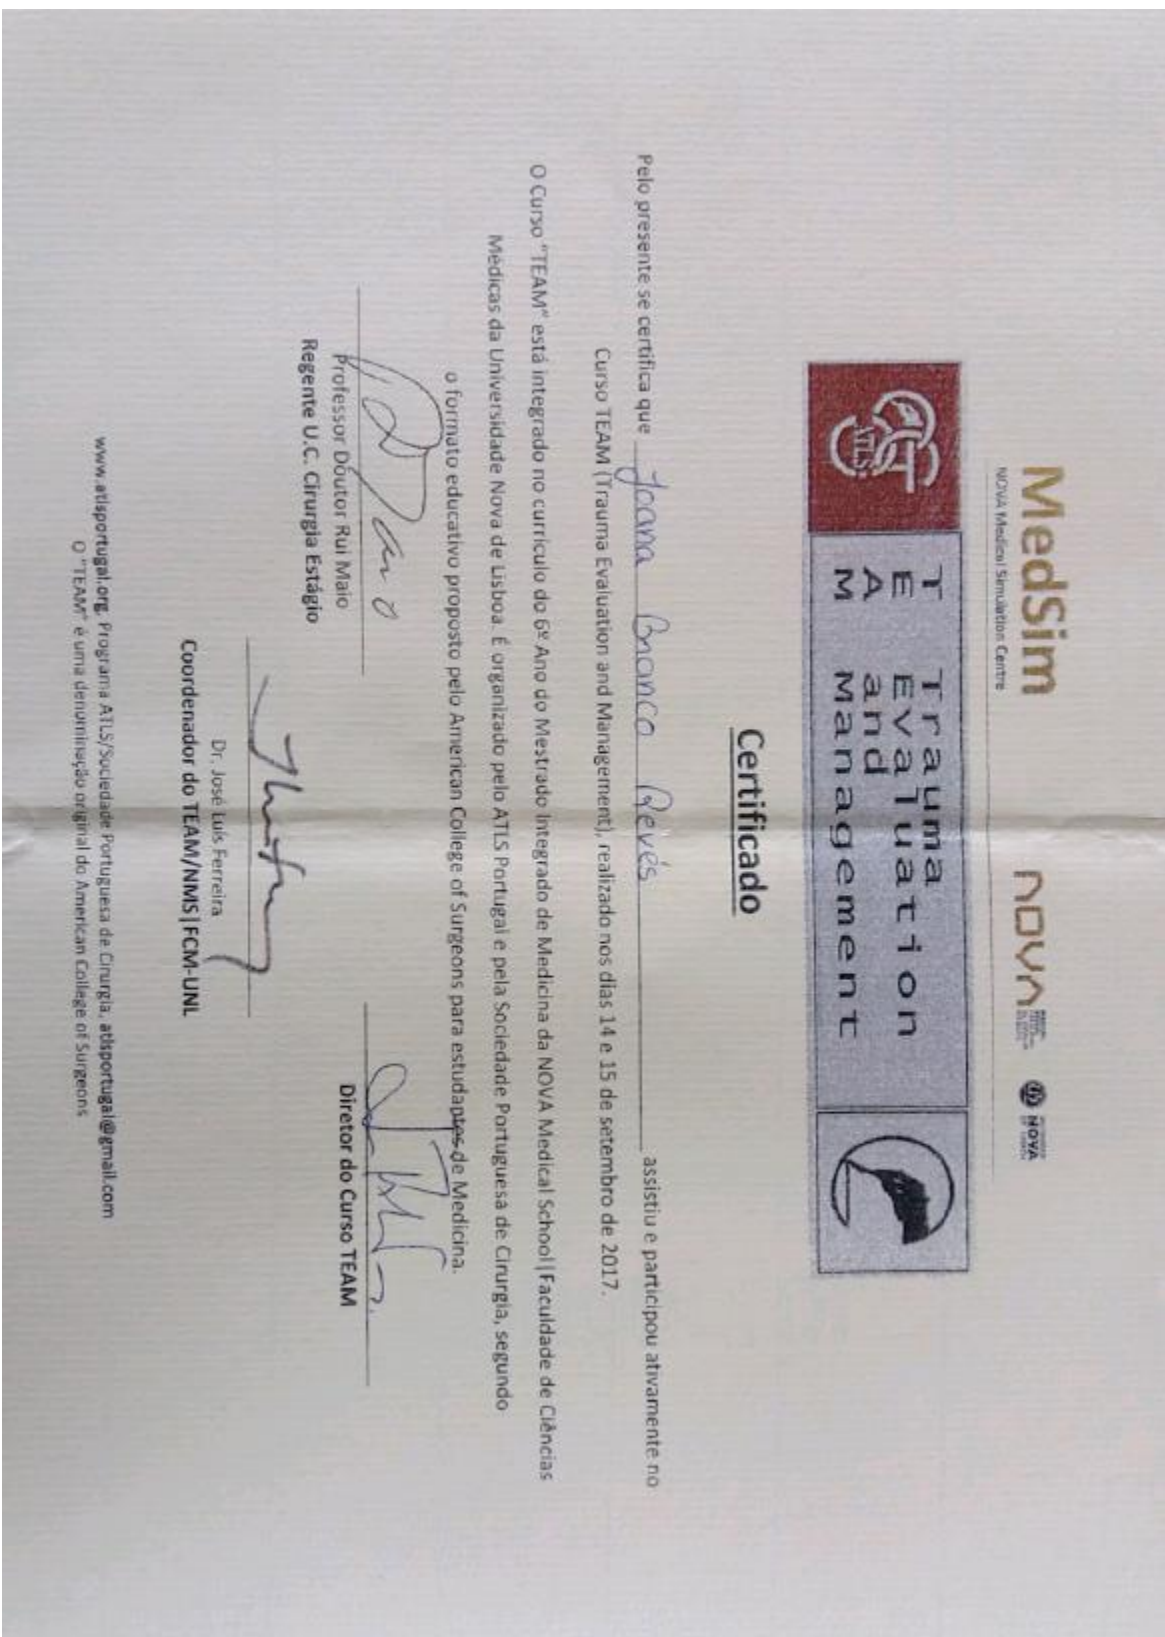 MedSim
NOVA Medical Simulation Centre
NOVA
NOVA
ATLS
T Trauma
E Evaluation
A and
M Management
Certificado
Pelo presente se certifica que Joana Branco Revés assistiu e participou ativamente no
Curso TEAM (Trauma Evaluation and Management), realizado nos dias 14 e 15 de setembro de 2017.
O Curso "TEAM" está integrado no currículo do 6º Ano do Mestrado Integrado de Medicina da NOVA Medical School|Faculdade de Ciências
Médicas da Universidade Nova de Lisboa. É organizado pelo ATLS Portugal e pela Sociedade Portuguesa de Cirurgia, segundo
o formato educativo proposto pelo American College of Surgeons para estudantes de Medicina.
Professor Doutor Rui Maio
Regente U.C. Cirurgia Estágio
Diretor do Curso TEAM
Dr. José Luís Ferreira
Coordenador do TEAM/NMS|FCM-UNL
www.atlsportugal.org, Programa ATLS/Sociedade Portuguesa de Cirurgia, atlsportugal@gmail.com
O "TEAM" é uma denominação original do American College of Surgeons